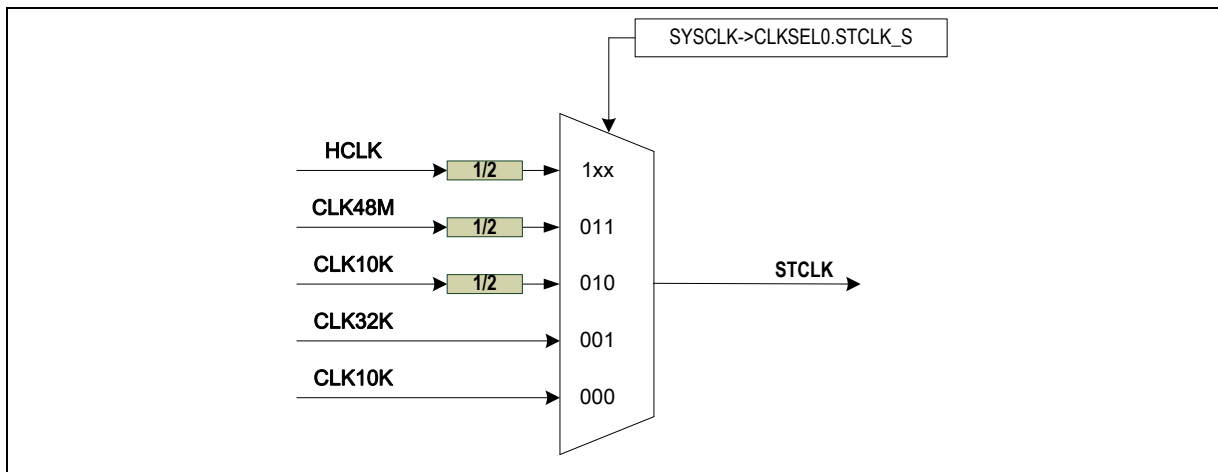 SYSCLK->CLKSEL0.STCLK_S
HCLK
1/2
1xx
CLK48M
1/2
011
CLK10K
1/2
010
STCLK
CLK32K
001
CLK10K
000